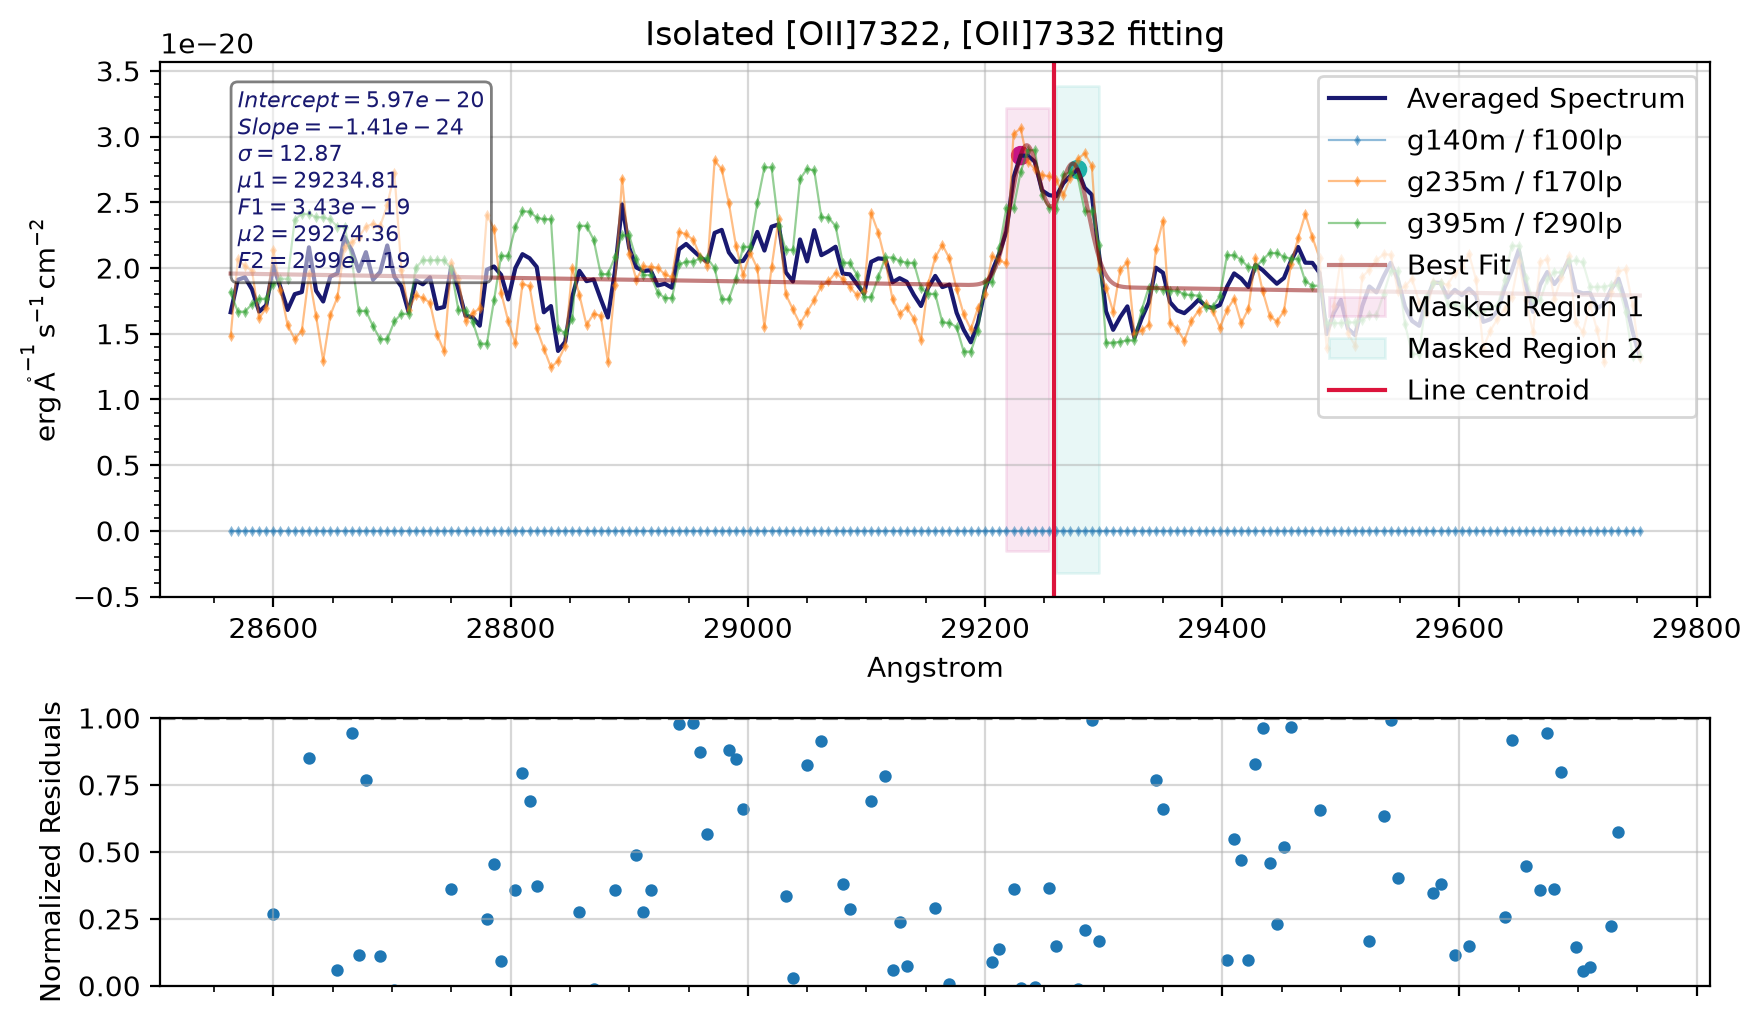 Isolated [OII]7322, [OII]7332 fitting
1e−20
3.5
3.0
2.5
2.0
1.5
1.0
0.5
0.0
−0.5
erg Å⁻¹ s⁻¹ cm⁻²
Intercept = 5.97e − 20
Slope = −1.41e − 24
σ = 12.87
μ1 = 29234.81
F1 = 3.43e − 19
μ2 = 29274.36
F2 = 2.99e − 19
Averaged Spectrum
g140m / f100lp
g235m / f170lp
g395m / f290lp
Best Fit
Masked Region 1
Masked Region 2
Line centroid
28600 28800 29000 29200 29400 29600 29800
Angstrom
Normalized Residuals
1.00
0.75
0.50
0.25
0.00